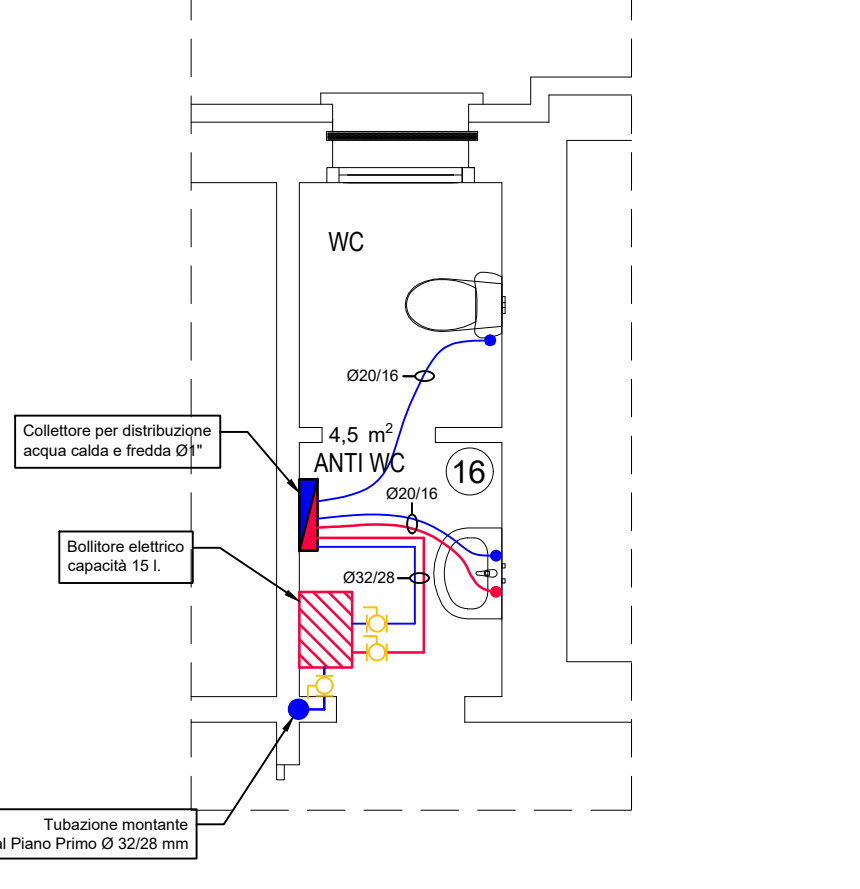 WC
Ø20/16
Collettore per distribuzione
acqua calda e fredda Ø1"
4,5 m²
ANTI WC
16
Ø20/16
Bollitore elettrico
capacità 15 l.
Ø32/28
Tubazione montante
al Piano Primo Ø 32/28 mm